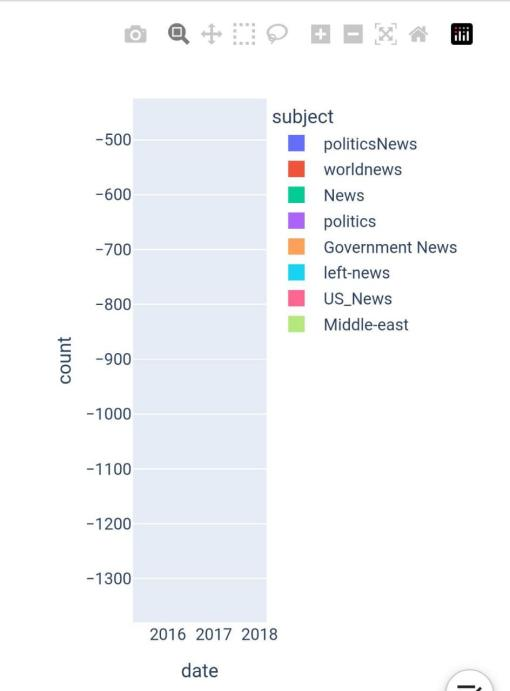 subject
politicsNews
worldnews
News
politics
Government News
left-news
US_News
Middle-east
count
−500
−600
−700
−800
−900
−1000
−1100
−1200
−1300
2016 2017 2018
date